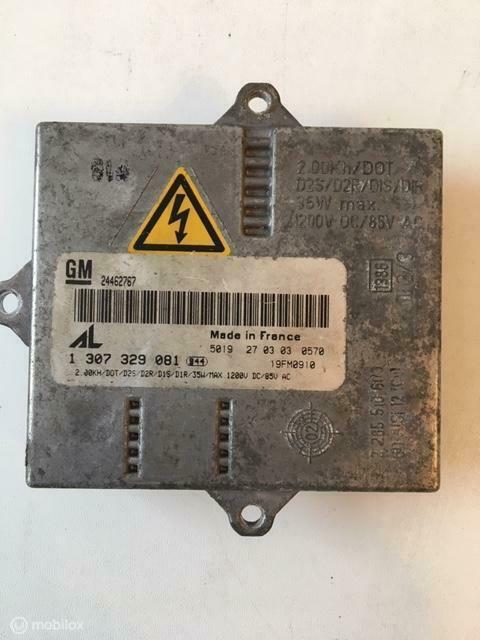 2.00Kh/DOT
D2S/D2R/D1S/D1R
35W max.
1200V DC/85V AC
GM
24462767
AL
Made in France
1 307 329 081
5019 27 03 03 0570
19FM0910
2.00KH/DOT/D2S/D2R/D1S/D1R/35W/MAX 1200V DC/85V AC
02
mobilox